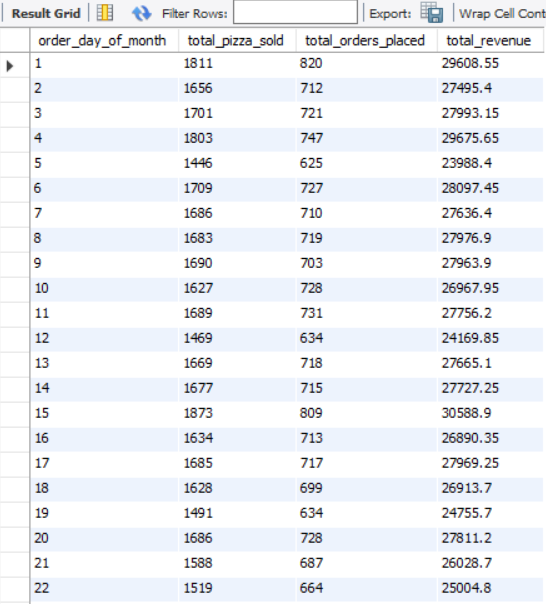 Result Grid Filter Rows: Export: Wrap Cell Cont
order_day_of_month total_pizza_sold total_orders_placed total_revenue
1 1811 820 29608.55
2 1656 712 27495.4
3 1701 721 27993.15
4 1803 747 29675.65
5 1446 625 23988.4
6 1709 727 28097.45
7 1686 710 27636.4
8 1683 719 27976.9
9 1690 703 27963.9
10 1627 728 26967.95
11 1689 731 27756.2
12 1469 634 24169.85
13 1669 718 27665.1
14 1677 715 27727.25
15 1873 809 30588.9
16 1634 713 26890.35
17 1685 717 27969.25
18 1628 699 26913.7
19 1491 634 24755.7
20 1686 728 27811.2
21 1588 687 26028.7
22 1519 664 25004.8